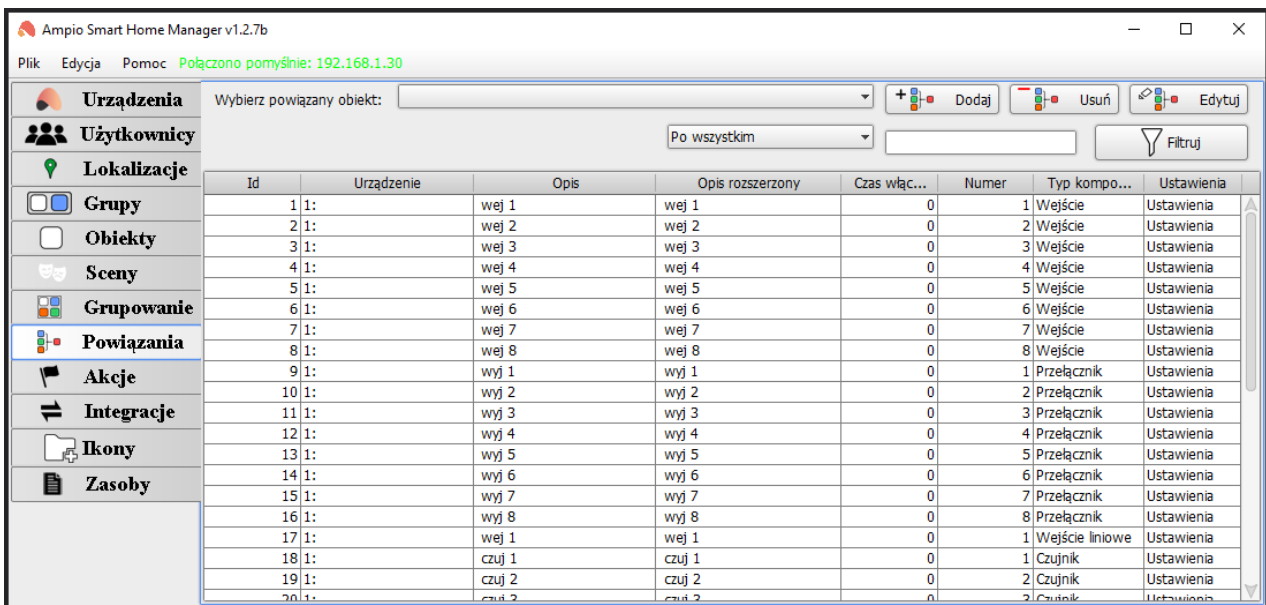 Ampio Smart Home Manager v1.2.7b
Plik Edycja Pomoc Połączono pomyślnie: 192.168.1.30
Urządzenia
Użytkownicy
Lokalizacje
Grupy
Obiekty
Sceny
Grupowanie
Powiązania
Akcje
Integracje
Ikony
Zasoby
Wybierz powiązany obiekt: Dodaj Usuń Edytuj
Po wszystkim Filtruj
Id Urządzenie Opis Opis rozszerzony Czas włąc... Numer Typ kompo... Ustawienia
1 1: wej 1 wej 1 0 1 Wejście Ustawienia
2 1: wej 2 wej 2 0 2 Wejście Ustawienia
3 1: wej 3 wej 3 0 3 Wejście Ustawienia
4 1: wej 4 wej 4 0 4 Wejście Ustawienia
5 1: wej 5 wej 5 0 5 Wejście Ustawienia
6 1: wej 6 wej 6 0 6 Wejście Ustawienia
7 1: wej 7 wej 7 0 7 Wejście Ustawienia
8 1: wej 8 wej 8 0 8 Wejście Ustawienia
9 1: wyj 1 wyj 1 0 1 Przełącznik Ustawienia
10 1: wyj 2 wyj 2 0 2 Przełącznik Ustawienia
11 1: wyj 3 wyj 3 0 3 Przełącznik Ustawienia
12 1: wyj 4 wyj 4 0 4 Przełącznik Ustawienia
13 1: wyj 5 wyj 5 0 5 Przełącznik Ustawienia
14 1: wyj 6 wyj 6 0 6 Przełącznik Ustawienia
15 1: wyj 7 wyj 7 0 7 Przełącznik Ustawienia
16 1: wyj 8 wyj 8 0 8 Przełącznik Ustawienia
17 1: wej 1 wej 1 0 1 Wejście liniowe Ustawienia
18 1: czuj 1 czuj 1 0 1 Czujnik Ustawienia
19 1: czuj 2 czuj 2 0 2 Czujnik Ustawienia
20 1: czuj 3 czuj 3 0 3 Czujnik Ustawienia